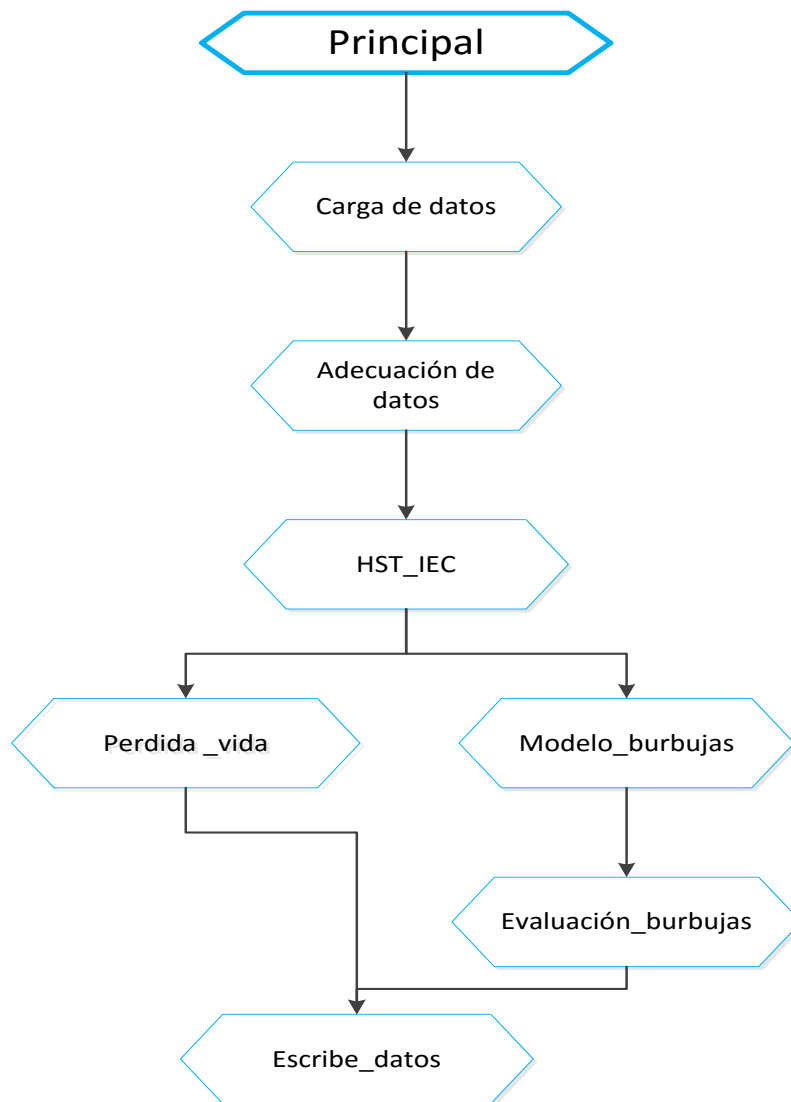 Principal
Carga de datos
Adecuación de
datos
HST_IEC
Perdida _vida
Modelo_burbujas
Evaluación_burbujas
Escribe_datos